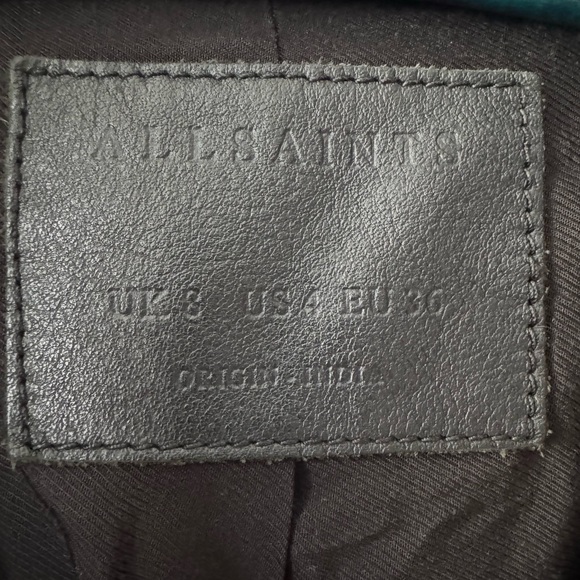 ALLSAINTS
UK 8 US 4 EU 36
ORIGIN - INDIA